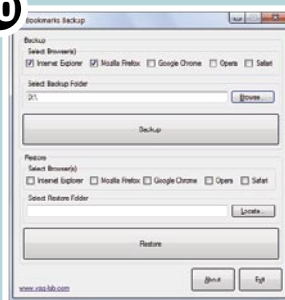 0
Bookmarks Backup
Backup
Select Browser(s)
Internet Explorer Mozilla Firefox Google Chrome Opera Safari
Select Backup Folder
D:\
Browse...
Backup
Restore
Select Browser(s)
Internet Explorer Mozilla Firefox Google Chrome Opera Safari
Select Restore Folder
Locate...
Restore
About Exit